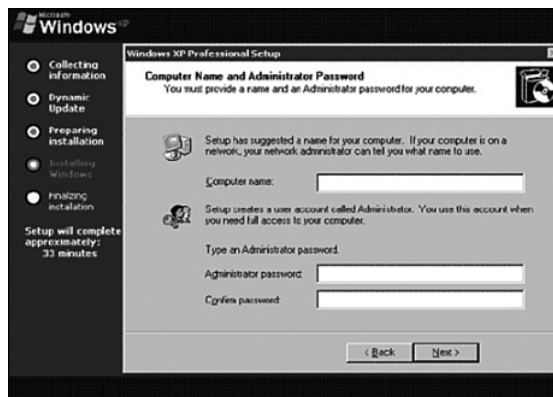 Microsoft
Windows xp
Collecting
information
Dynamic
Update
Preparing
installation
Installing
Windows
Finalizing
installation
Setup will complete
approximately:
33 minutes
Windows XP Professional Setup
Computer Name and Administrator Password
You must provide a name and an Administrator password for your computer.
Setup has suggested a name for your computer. If your computer is on a
network, your network administrator can tell you what name to use.
Computer name:
Setup creates a user account called Administrator. You use this account when
you need full access to your computer.
Type an Administrator password.
Administrator password:
Confirm password:
< Back
Next >